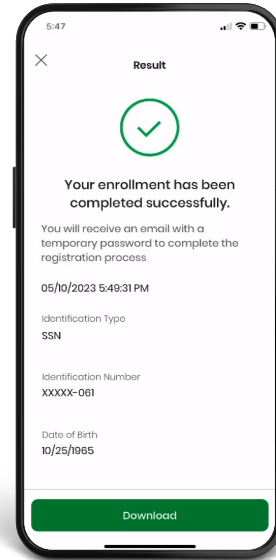 5:47
Result
Your enrollment has been
completed successfully.
You will receive an email with a
temporary password to complete the
registration process
05/10/2023 5:49:31 PM
Identification Type
SSN
Identification Number
XXXXX-061
Date of Birth
10/25/1965
Download